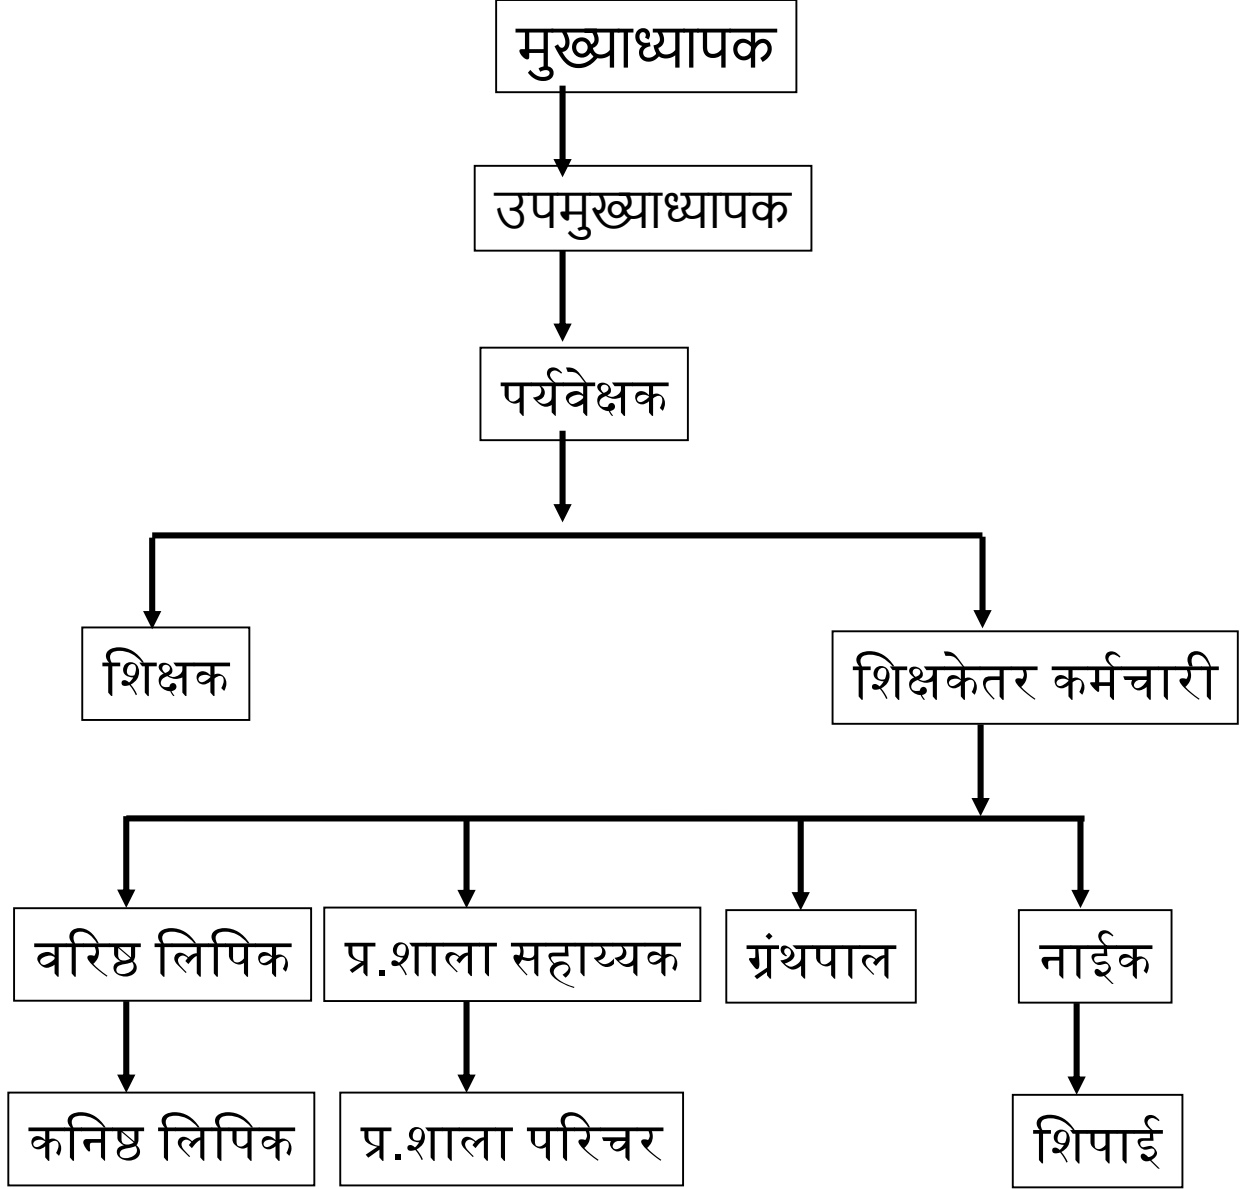 मुख्याध्यापक
उपमुख्याध्यापक
पर्यवेक्षक
शिक्षक
शिक्षकेतर कर्मचारी
वरिष्ठ लिपिक
प्र.शाला सहाय्यक
ग्रंथपाल
नाईक
कनिष्ठ लिपिक
प्र.शाला परिचर
शिपाई